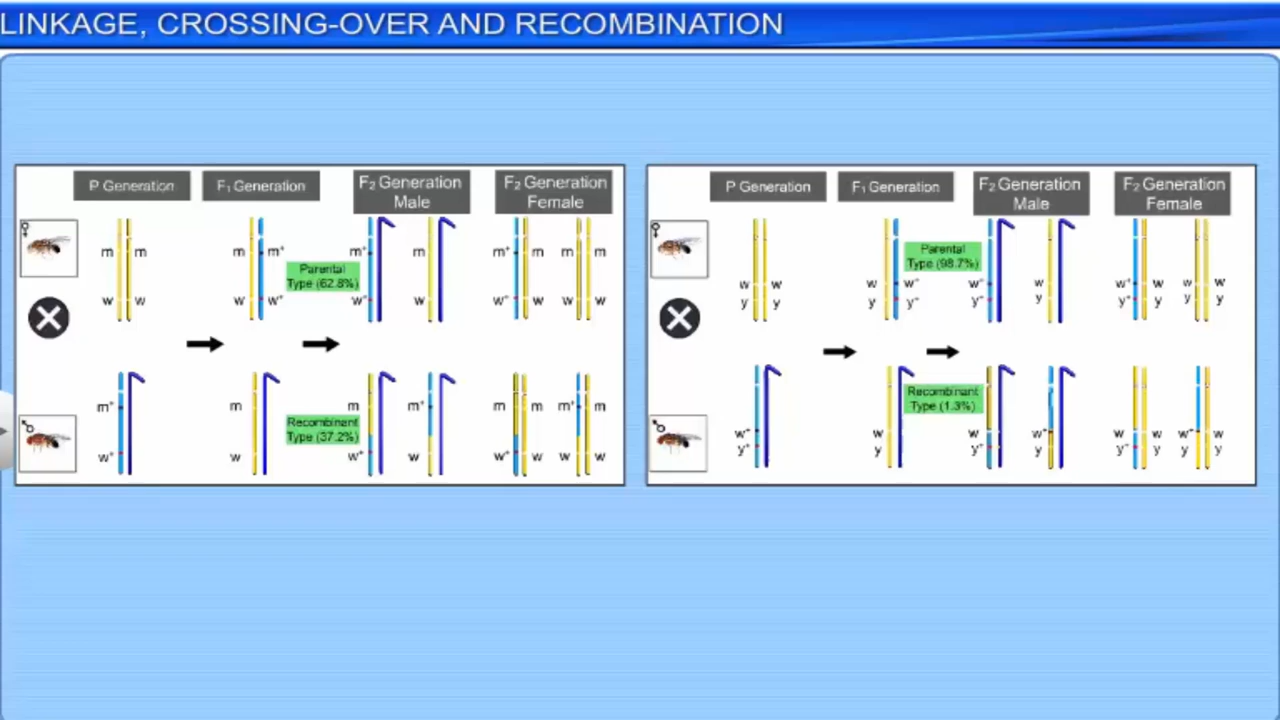 LINKAGE, CROSSING-OVER AND RECOMBINATION
P Generation
F₁ Generation
F₂ Generation
Male
F₂ Generation
Female
m m
m m⁺
m⁺
m
m⁺ m
m m
Parental
Type (62.8%)
w w
w w⁺
w⁺
w
w⁺ w
w w
m⁺
m
m
m⁺
m m
m⁺ m
Recombinant
Type (37.2%)
w⁺
w
w⁺
w
w⁺ w
w w
P Generation
F₁ Generation
F₂ Generation
Male
F₂ Generation
Female
Parental
Type (98.7%)
w w
w w⁺
w⁺
w
w⁺ w
w w
y y
y y⁺
y⁺
y
y⁺ y
y y
Recombinant
Type (1.3%)
w⁺
w
w⁺
w⁺
w⁺ w
w⁺ w
y⁺
y
y⁺
y
y⁺ y
y y